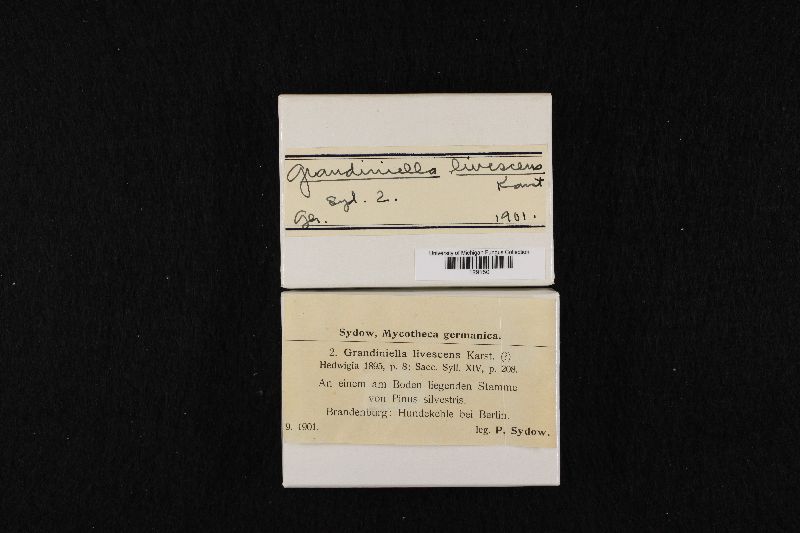 Grandiniella livescens
Karst
Syd. 2.
Ger. 1901.
University of Michigan Fungus Collection
Sydow, Mycotheca germanica.
2. Grandiniella livescens Karst. (?)
Hedwigia 1895, p. 8; Sacc. Syll. XIV, p. 208.
An einem am Boden liegenden Stamme
von Pinus silvestris.
Brandenburg: Hundekehle bei Berlin.
9. 1901. leg. P. Sydow.